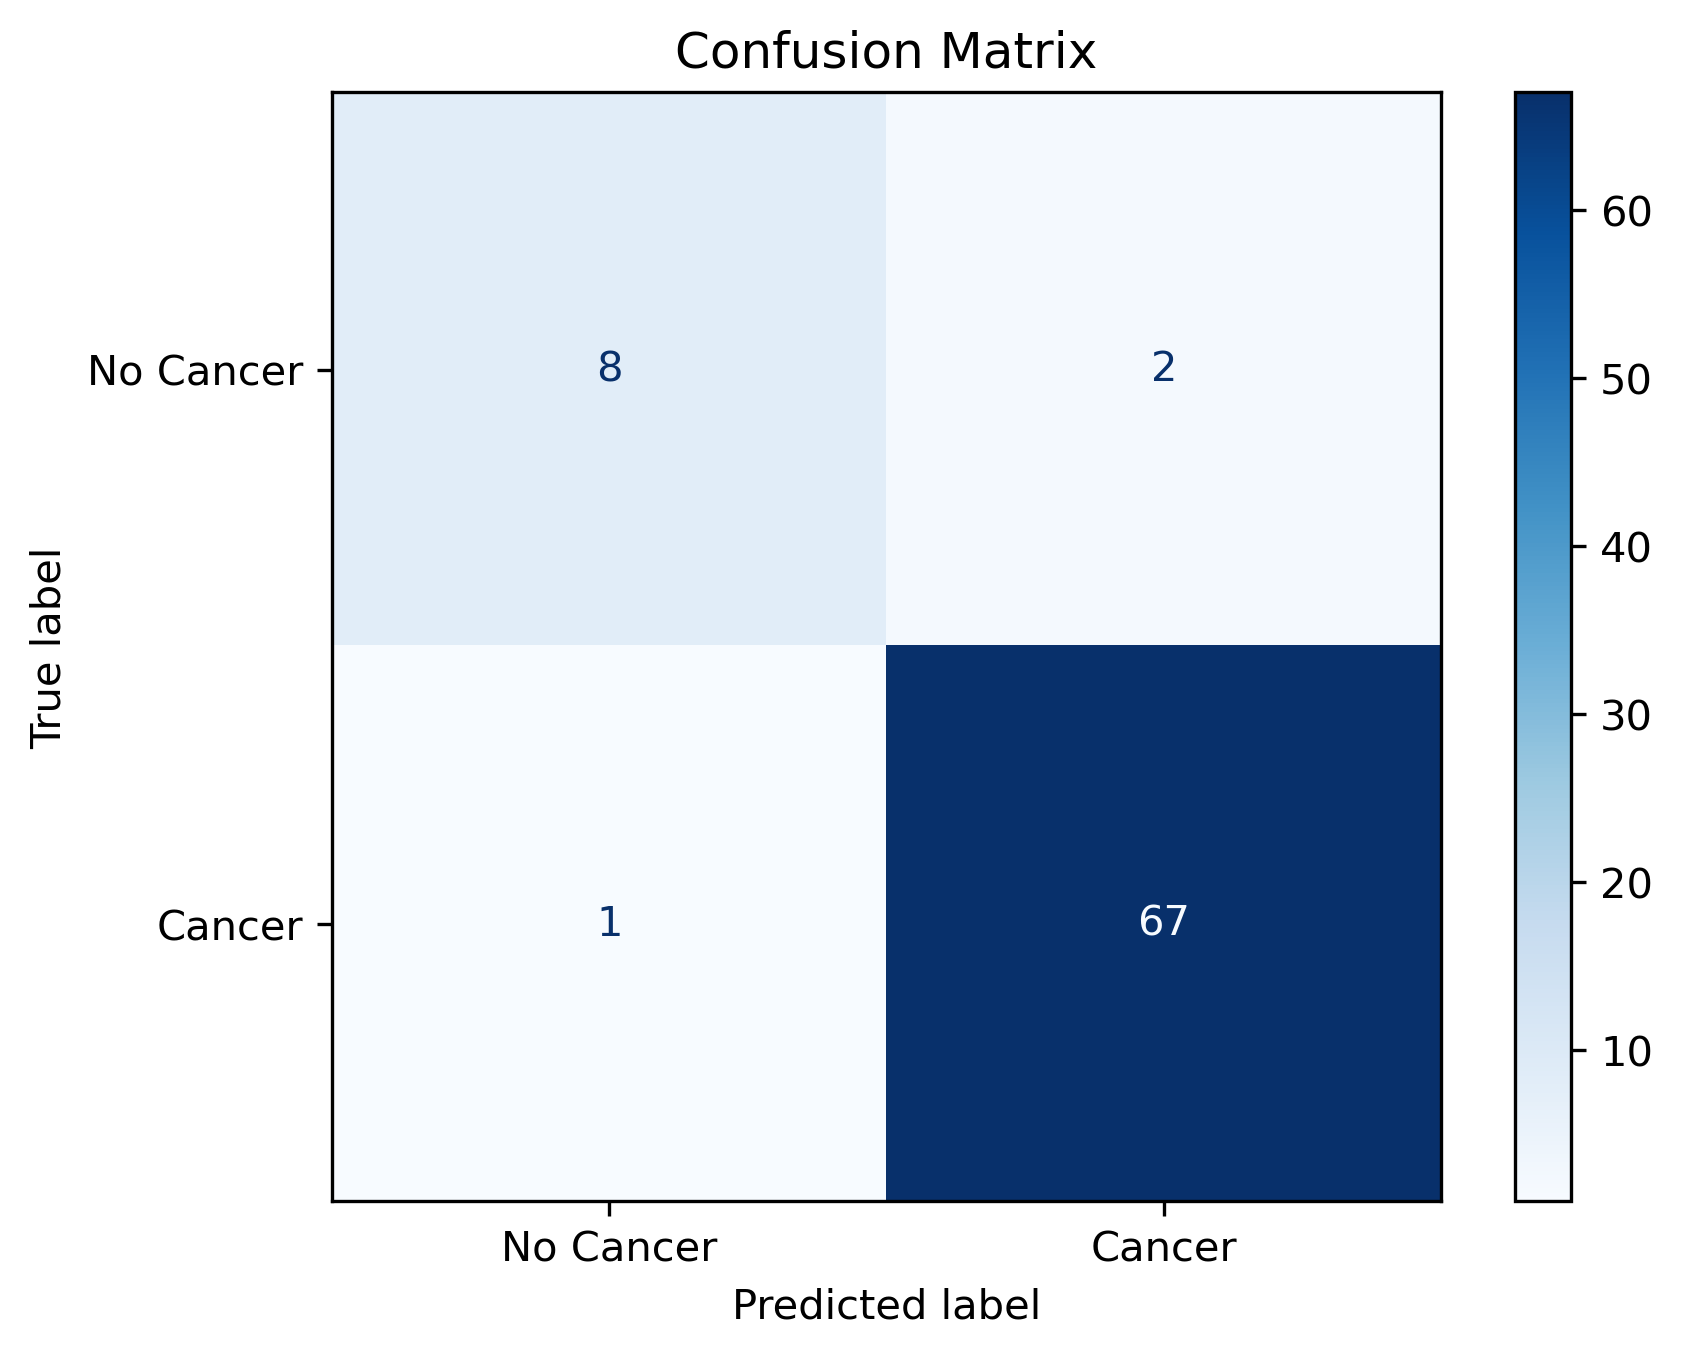 Confusion Matrix
True label
No Cancer
Cancer
8
2
1
67
No Cancer
Cancer
Predicted label
60
50
40
30
20
10